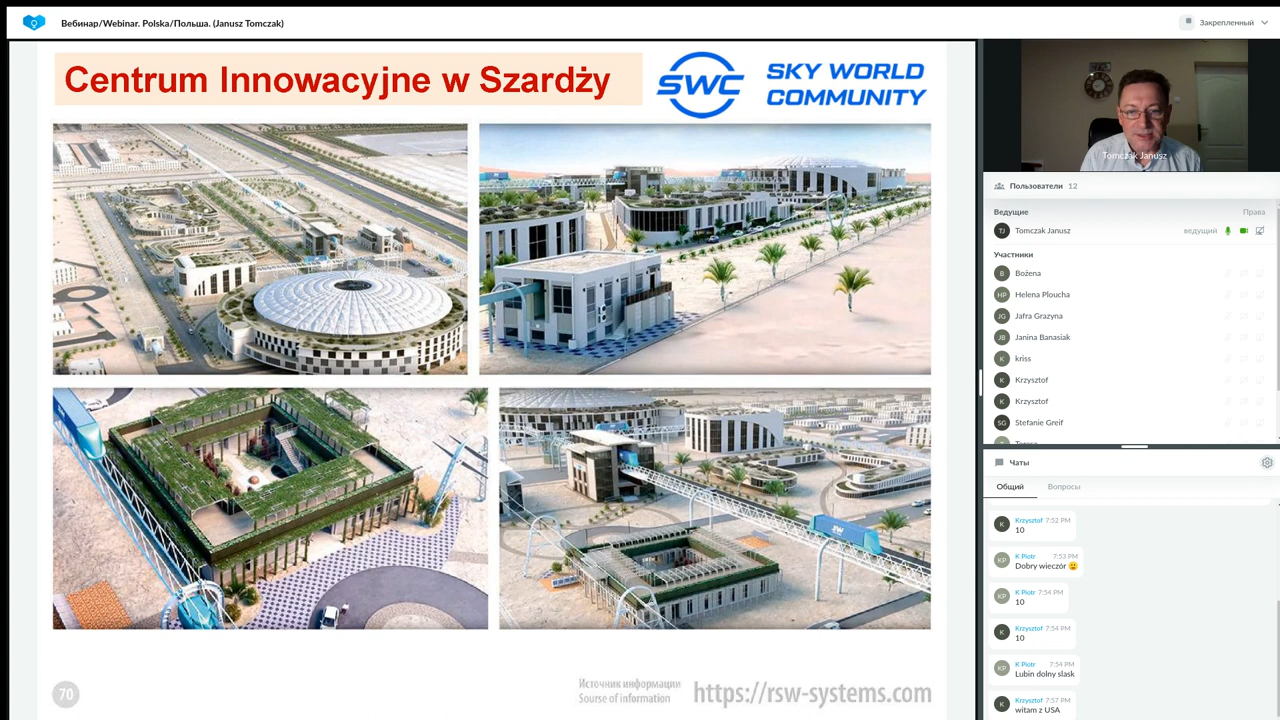 Вебинар/Webinar. Polska/Польша. (Janusz Tomczak)
Закрепленный
Centrum Innowacyjne w Szardży
SWC
SKY WORLD
COMMUNITY
70
Источник информации
Sourse of information
https://rsw-systems.com
Tomczak Janusz
Пользователи 12
Ведущие
Права
TJ
Tomczak Janusz
ведущий
Участники
B
Bożena
HP
Helena Ploucha
JG
Jafra Grazyna
JB
Janina Banasiak
K
kriss
K
Krzysztof
K
Krzysztof
SG
Stefanie Greif
Чаты
Общий
Вопросы
K
Krzysztof 7:52 PM
10
KP
K Piotr 7:53 PM
Dobry wieczór 🙂
KP
K Piotr 7:54 PM
10
K
Krzysztof 7:54 PM
10
KP
K Piotr 7:54 PM
Lubin dolny slask
K
Krzysztof 7:57 PM
witam z USA